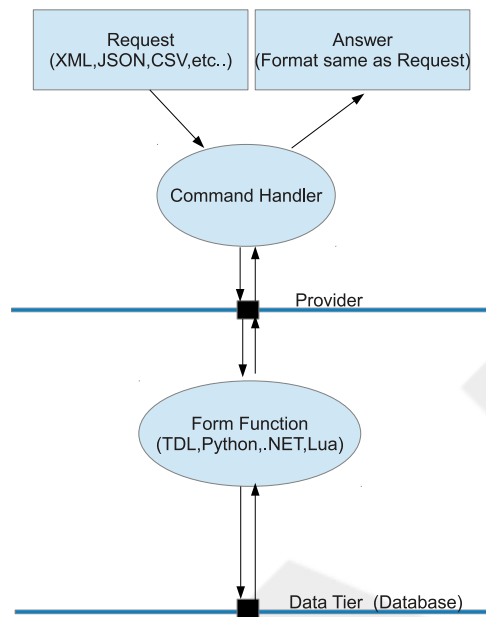 Request
(XML,JSON,CSV,etc..)
Answer
(Format same as Request)
Command Handler
Provider
Form Function
(TDL,Python,.NET,Lua)
Data Tier (Database)